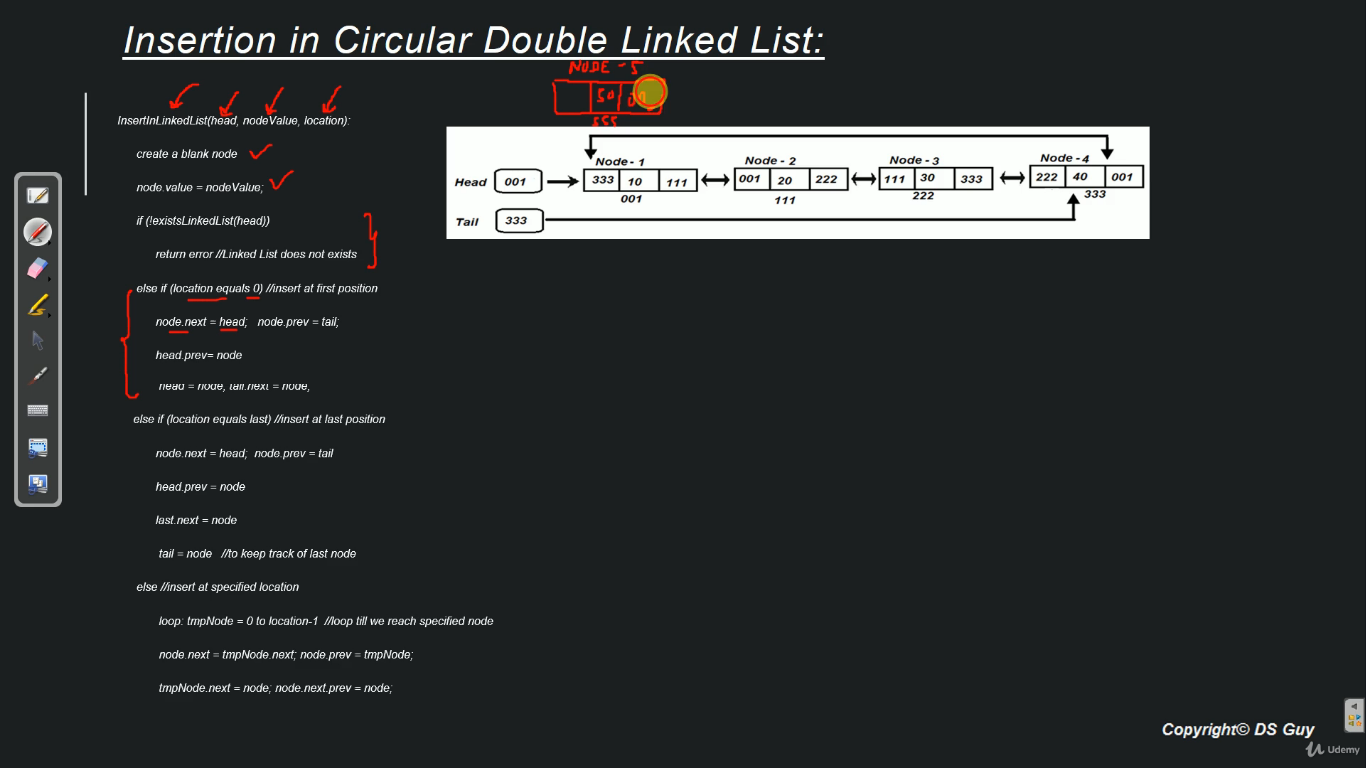 Insertion in Circular Double Linked List:
NODE - 5
50
555
InsertInLinkedList(head, nodeValue, location):
create a blank node
node.value = nodeValue;
if (!existsLinkedList(head))
return error //Linked List does not exists
else if (location equals 0) //insert at first position
node.next = head; node.prev = tail;
head.prev= node
head = node; tail.next = node;
else if (location equals last) //insert at last position
node.next = head; node.prev = tail
head.prev = node
last.next = node
tail = node //to keep track of last node
else //insert at specified location
loop: tmpNode = 0 to location-1 //loop till we reach specified node
node.next = tmpNode.next; node.prev = tmpNode;
tmpNode.next = node; node.next.prev = node;
Node - 1 Node - 2 Node - 3 Node -4
Head 001 333 10 111 001 20 222 111 30 333 222 40 001
001 111 222 333
Tail 333
Copyright© DS Guy
Udemy